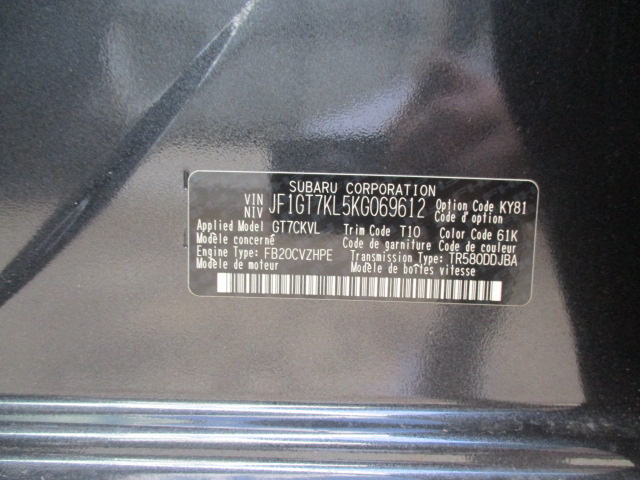 SUBARU CORPORATION
VIN NIV JF1GT7KL5KG069612 Option Code KY81
Code d'option
Applied Model GT7CKVL Trim Code T10 Color Code 61K
Modèle concerné Code de garniture Code de couleur
Engine Type: FB20CVZHPE Transmission Type: TR580DDJBA
Modèle de moteur Modèle de boîtes vitesse